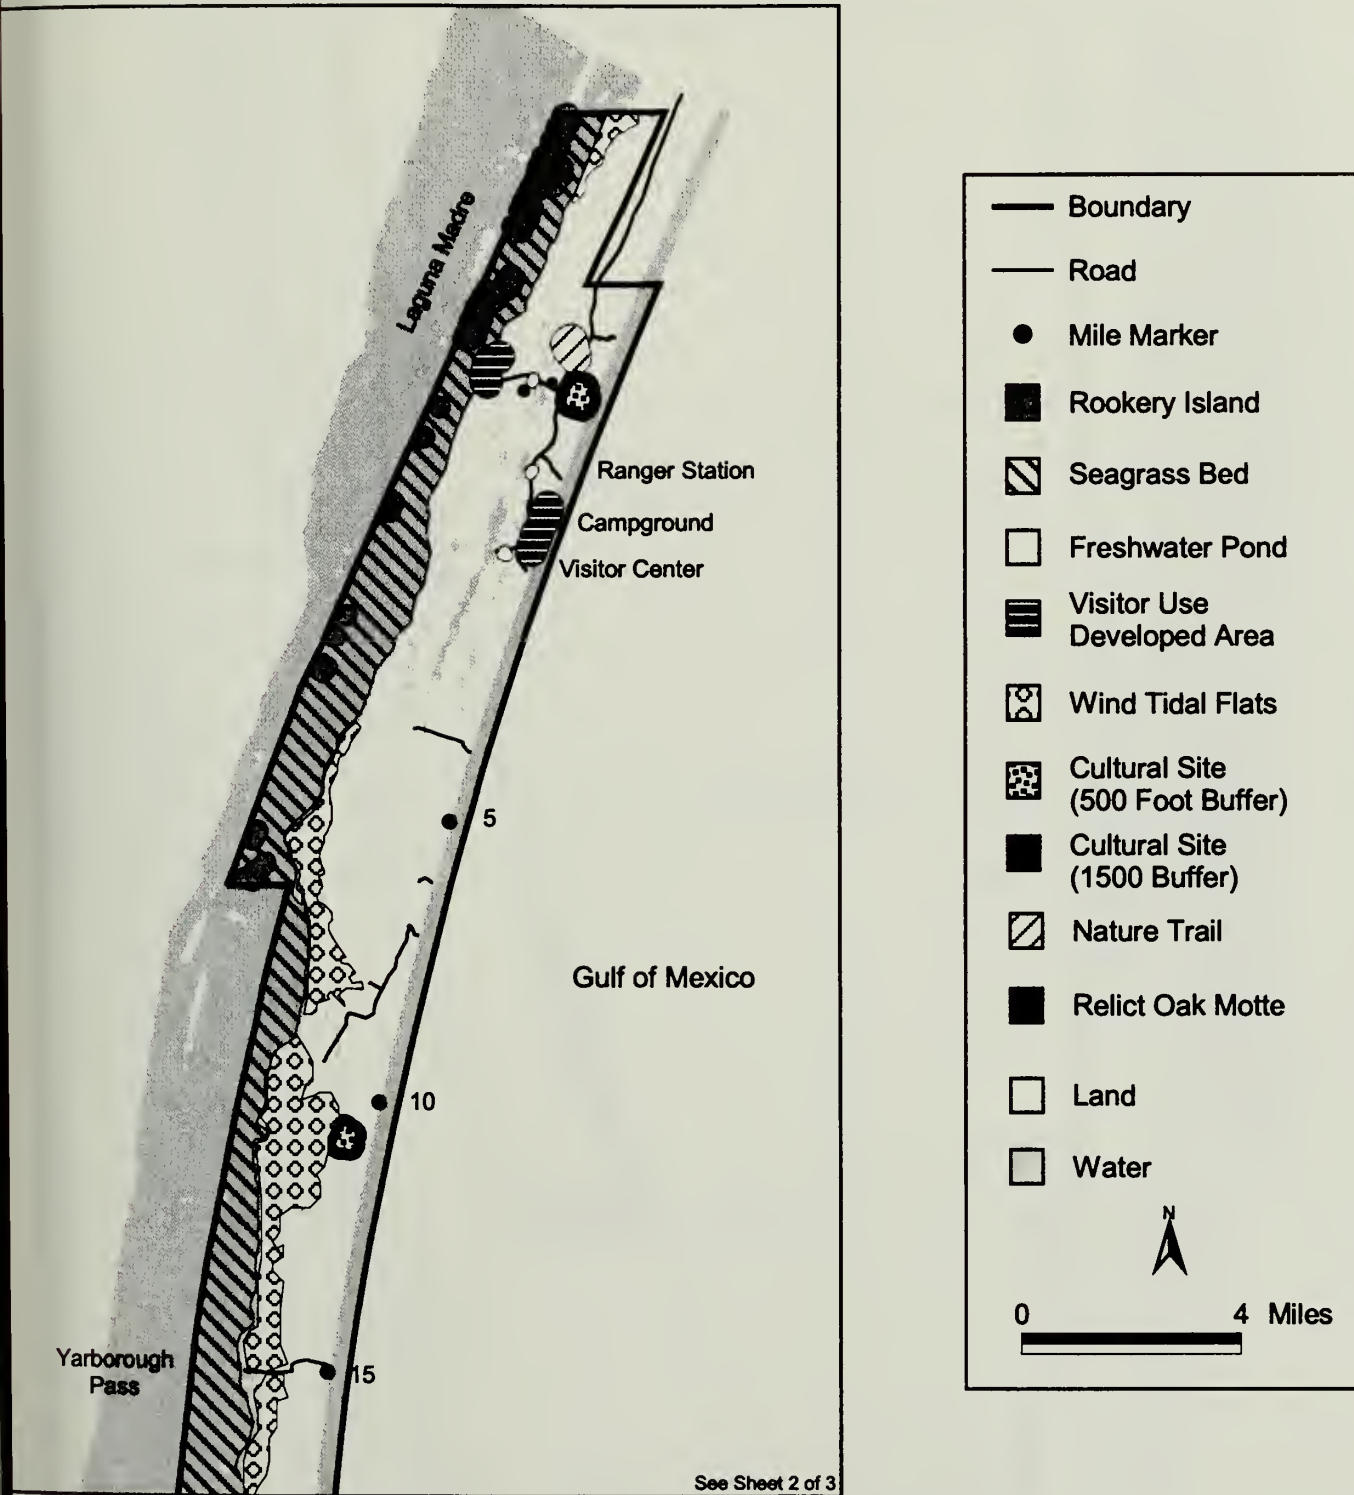 Laguna Madre
Ranger Station
Campground
Visitor Center
5
Gulf of Mexico
10
Yarborough
Pass
15
See Sheet 2 of 3
Boundary
Road
Mile Marker
Rookery Island
Seagrass Bed
Freshwater Pond
Visitor Use
Developed Area
Wind Tidal Flats
Cultural Site
(500 Foot Buffer)
Cultural Site
(1500 Buffer)
Nature Trail
Relict Oak Motte
Land
Water
N
0 4 Miles